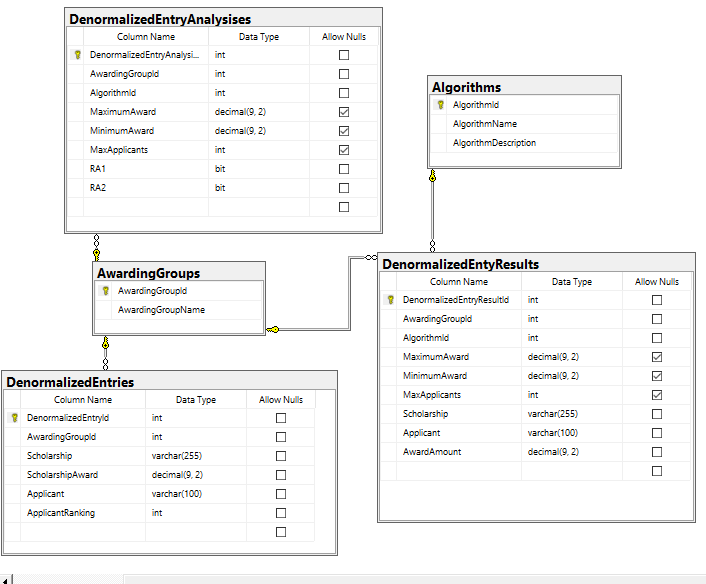 DenormalizedEntryAnalysises
Column Name Data Type Allow Nulls
DenormalizedEntryAnalysi... int
AwardingGroupId int
AlgorithmId int
MaximumAward decimal(9, 2)
MinimumAward decimal(9, 2)
MaxApplicants int
RA1 bit
RA2 bit
Algorithms
AlgorithmId
AlgorithmName
AlgorithmDescription
AwardingGroups
AwardingGroupId
AwardingGroupName
DenormalizedEntyResults
Column Name Data Type Allow Nulls
DenormalizedEntryResultId int
AwardingGroupId int
AlgorithmId int
MaximumAward decimal(9, 2)
MinimumAward decimal(9, 2)
MaxApplicants int
Scholarship varchar(255)
Applicant varchar(100)
AwardAmount decimal(9, 2)
DenormalizedEntries
Column Name Data Type Allow Nulls
DenormalizedEntryId int
AwardingGroupId int
Scholarship varchar(255)
ScholarshipAward decimal(9, 2)
Applicant varchar(100)
ApplicantRanking int